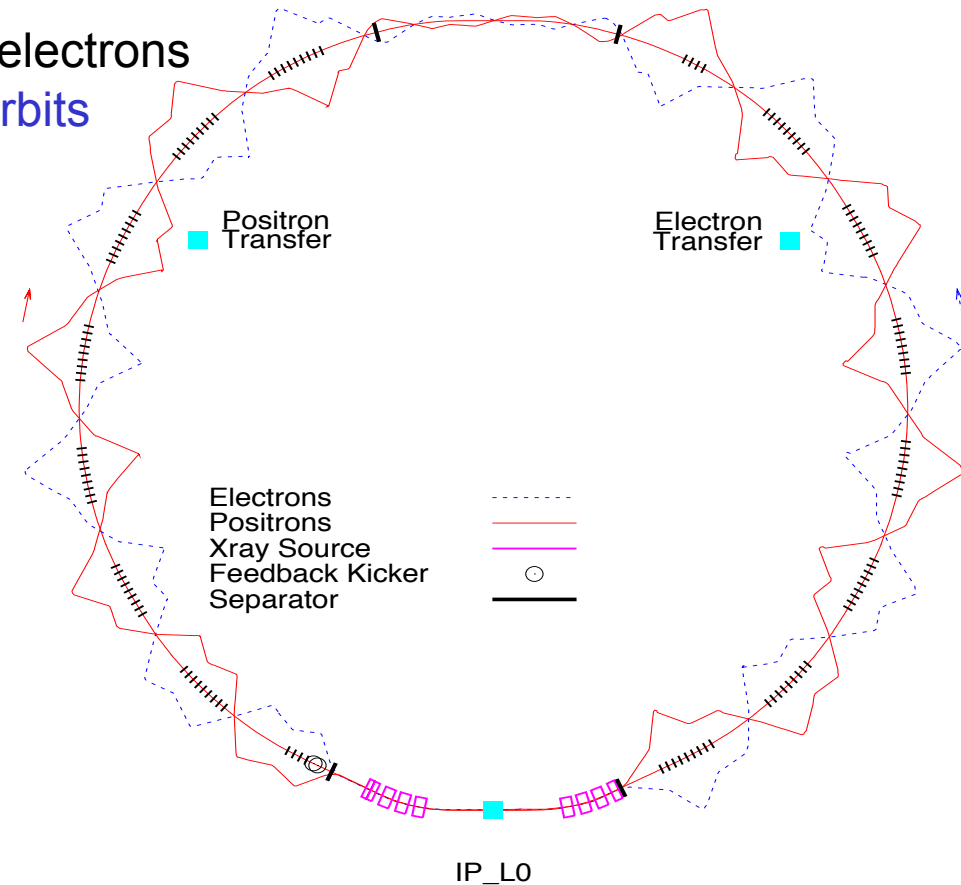 electrons
rbits
Positron
Transfer
Electron
Transfer
Electrons
Positrons
Xray Source
Feedback Kicker
Separator
IP_L0